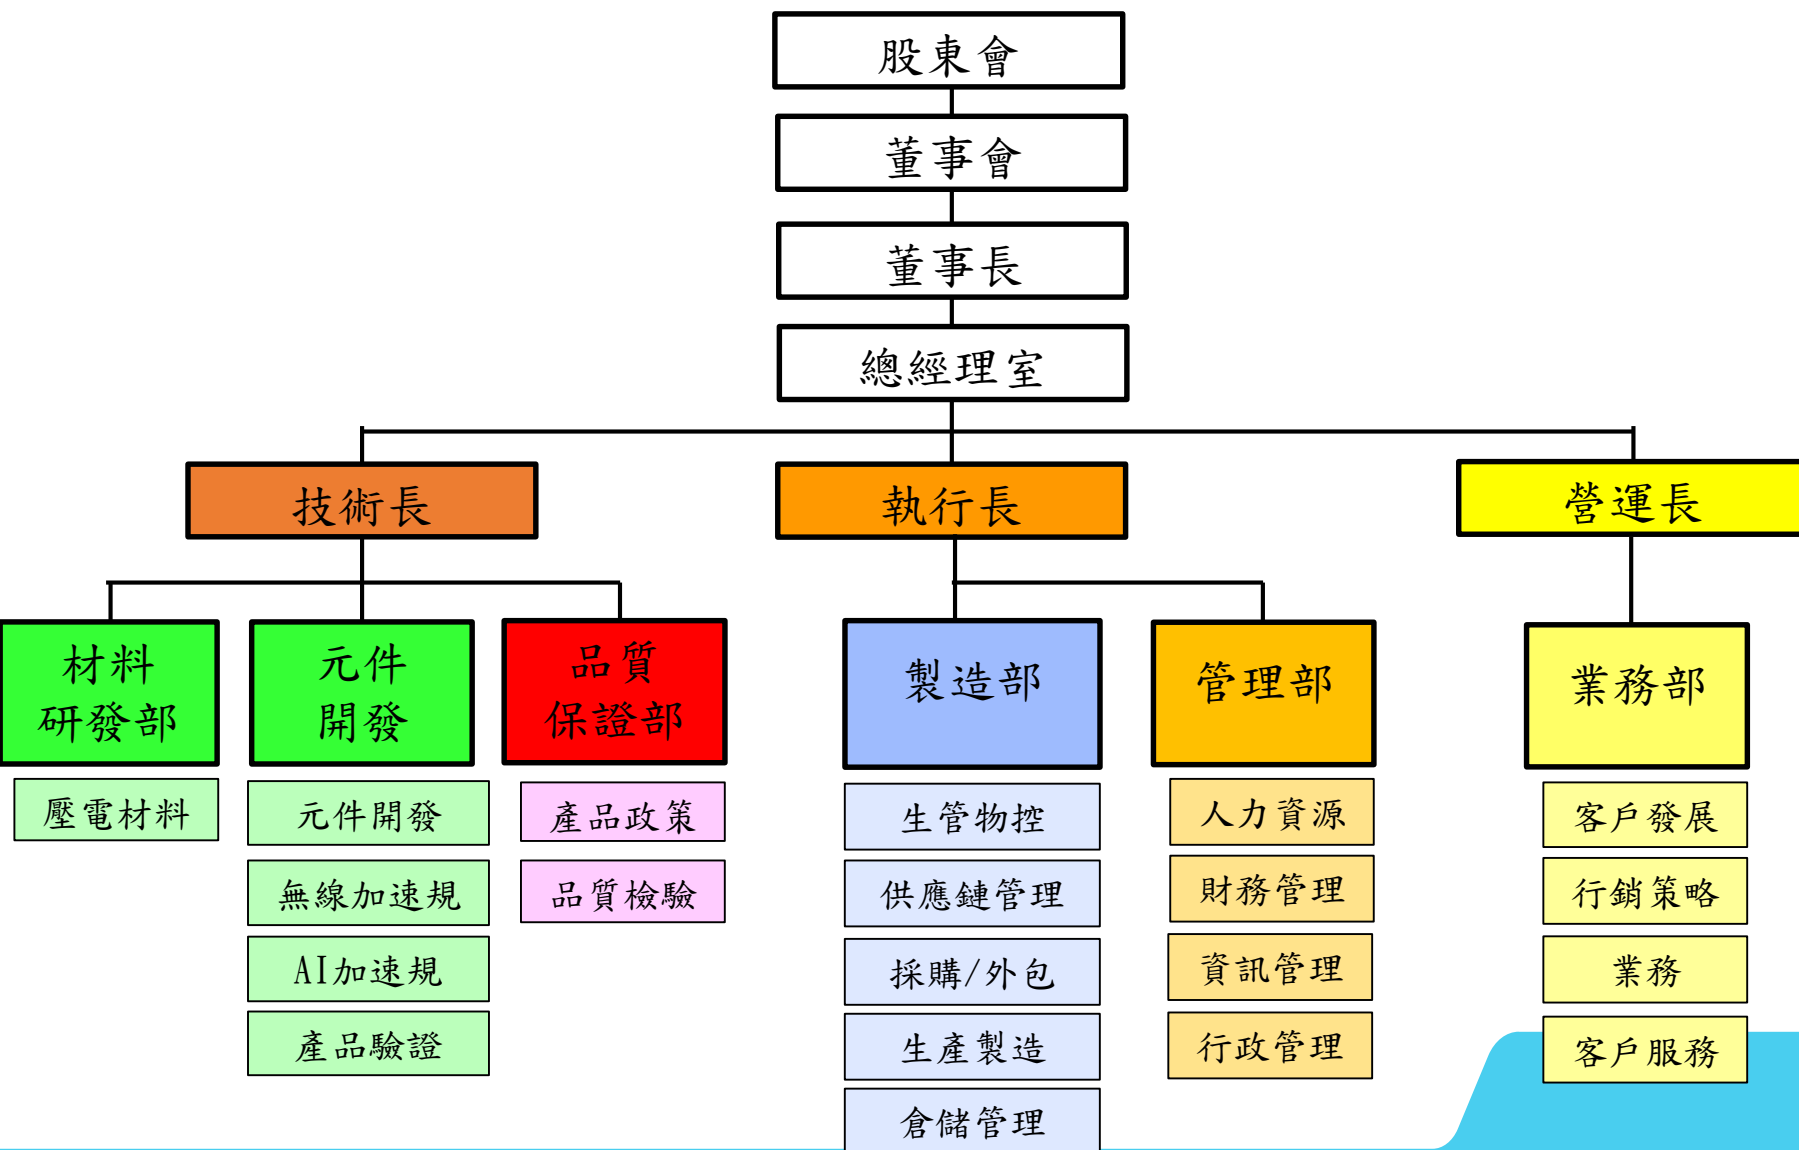 股東會
董事會
董事長
總經理室
技術長
執行長
營運長
材料
研發部
元件
開發
品質
保證部
製造部
管理部
業務部
壓電材料
元件開發
無線加速規
AI加速規
產品驗證
產品政策
品質檢驗
生管物控
供應鏈管理
採購/外包
生產製造
倉儲管理
人力資源
財務管理
資訊管理
行政管理
客戶發展
行銷策略
業務
客戶服務